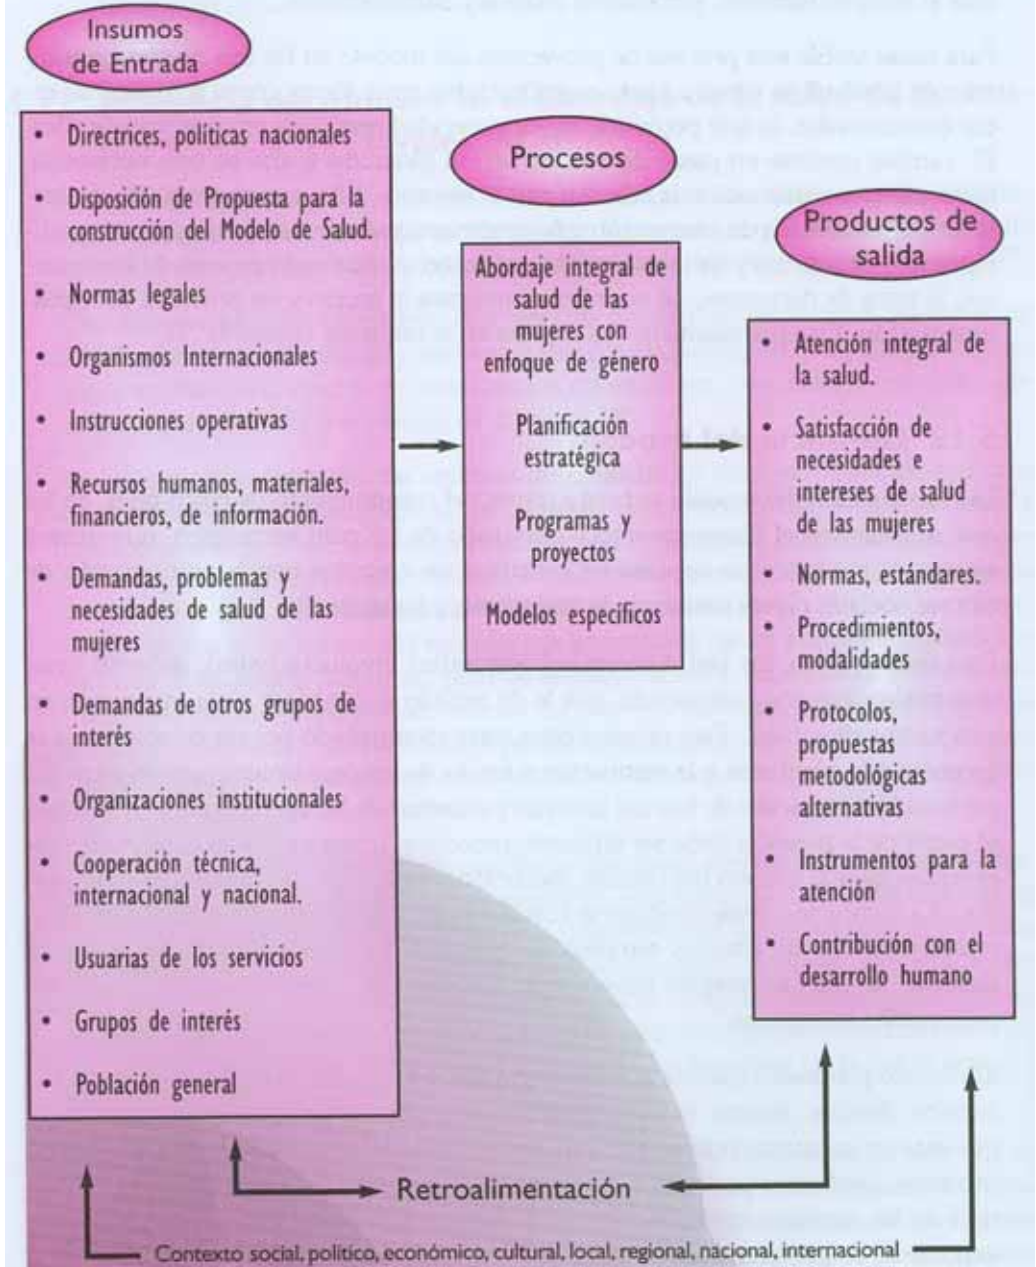 Insumos
de Entrada
• Directrices, políticas nacionales
• Disposición de Propuesta para la
construcción del Modelo de Salud.
• Normas legales
• Organismos Internacionales
• Instrucciones operativas
• Recursos humanos, materiales,
financieros, de información.
• Demandas, problemas y
necesidades de salud de las
mujeres
• Demandas de otros grupos de
interés
• Organizaciones institucionales
• Cooperación técnica,
internacional y nacional.
• Usuarias de los servicios
• Grupos de interés
• Población general
Procesos
Abordaje integral de
salud de las
mujeres con
enfoque de género
Planificación
estratégica
Programas y
proyectos
Modelos específicos
Productos de
salida
• Atención integral de
la salud.
• Satisfacción de
necesidades e
intereses de salud
de las mujeres
• Normas, estándares.
• Procedimientos,
modalidades
• Protocolos,
propuestas
metodológicas
alternativas
• Instrumentos para la
atención
• Contribución con el
desarrollo humano
Retroalimentación
Contexto social, político, económico, cultural, local, regional, nacional, internacional